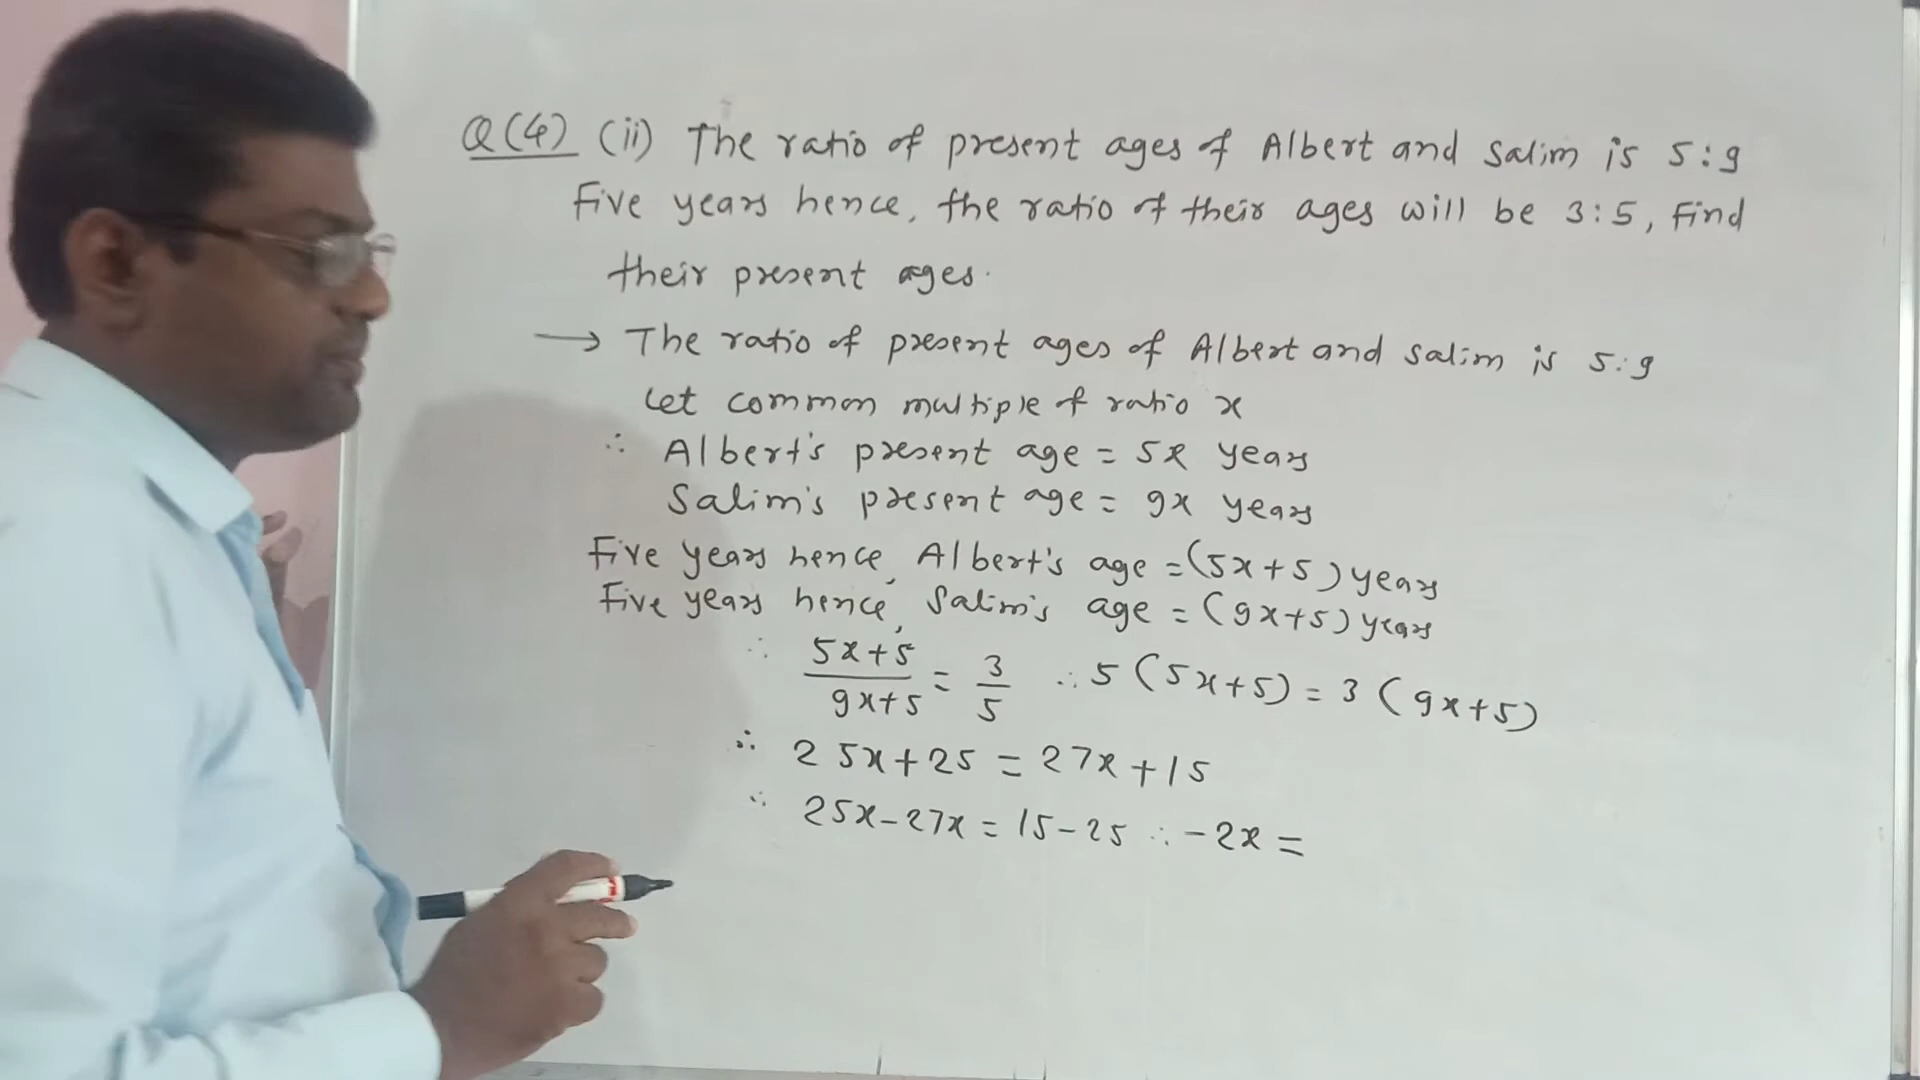 Q(4) (ii) The ratio of present ages of Albert and Salim is 5:9
Five years hence, the ratio of their ages will be 3:5, Find
their present ages.
→ The ratio of present ages of Albert and Salim is 5:9
Let common multiple of ratio x
∴ Albert's present age = 5x years
Salim's present age = 9x years
Five years hence, Albert's age = (5x+5) years
Five years hence, Salim's age = (9x+5) years
∴ (5x+5)/(9x+5) = 3/5 ∴ 5(5x+5) = 3(9x+5)
∴ 25x+25 = 27x+15
∴ 25x-27x = 15-25 ∴ -2x =